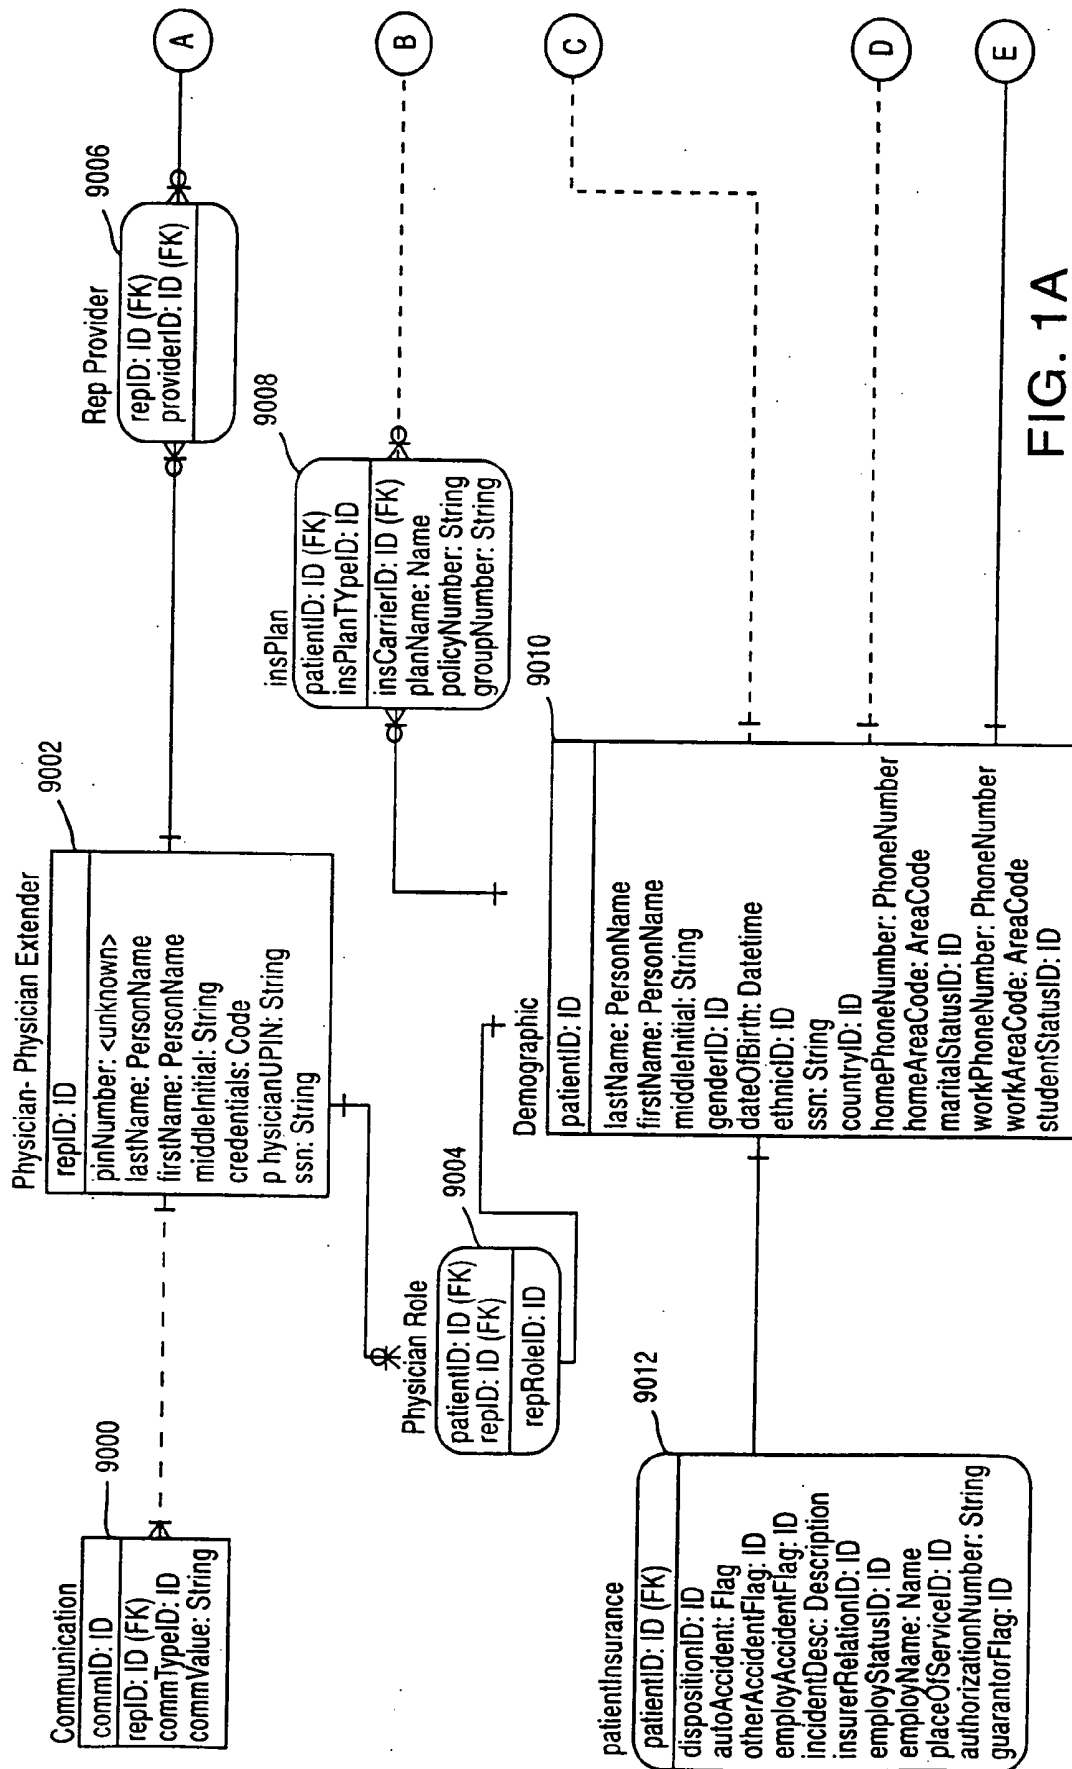 Communication
9000
commID: ID
repID: ID (FK)
commTypeID: ID
commValue: String
Physician- Physician Extender
9002
repID: ID
pinNumber: <unknown>
lastName: PersonName
firstName: PersonName
middleInitial: String
credentials: Code
p hysicianUPIN: String
ssn: String
Rep Provider
9006
repID: ID (FK)
providerID: ID (FK)
A
Physician Role
9004
patientID: ID (FK)
repID: ID (FK)
repRoleID: ID
insPlan
9008
patientID: ID (FK)
insPlanTYpeID: ID
insCarrierID: ID (FK)
planName: Name
policyNumber: String
groupNumber: String
B
patientInsurance
9012
patientID: ID (FK)
dispositionID: ID
autoAccident: Flag
otherAccidentFlag: ID
employAccidentFlag: ID
incidentDesc: Description
insurerRelationID: ID
employStatusID: ID
employName: Name
placeOfServiceID: ID
authorizationNumber: String
guarantorFlag: ID
Demographic
9010
patientID: ID
lastName: PersonName
firstName: PersonName
middleInitial: String
genderID: ID
dateOfBirth: Datetime
ethnicID: ID
ssn: String
countryID: ID
homePhoneNumber: PhoneNumber
homeAreaCode: AreaCode
maritalStatusID: ID
workPhoneNumber: PhoneNumber
workAreaCode: AreaCode
studentStatusID: ID
C
D
E
FIG. 1A